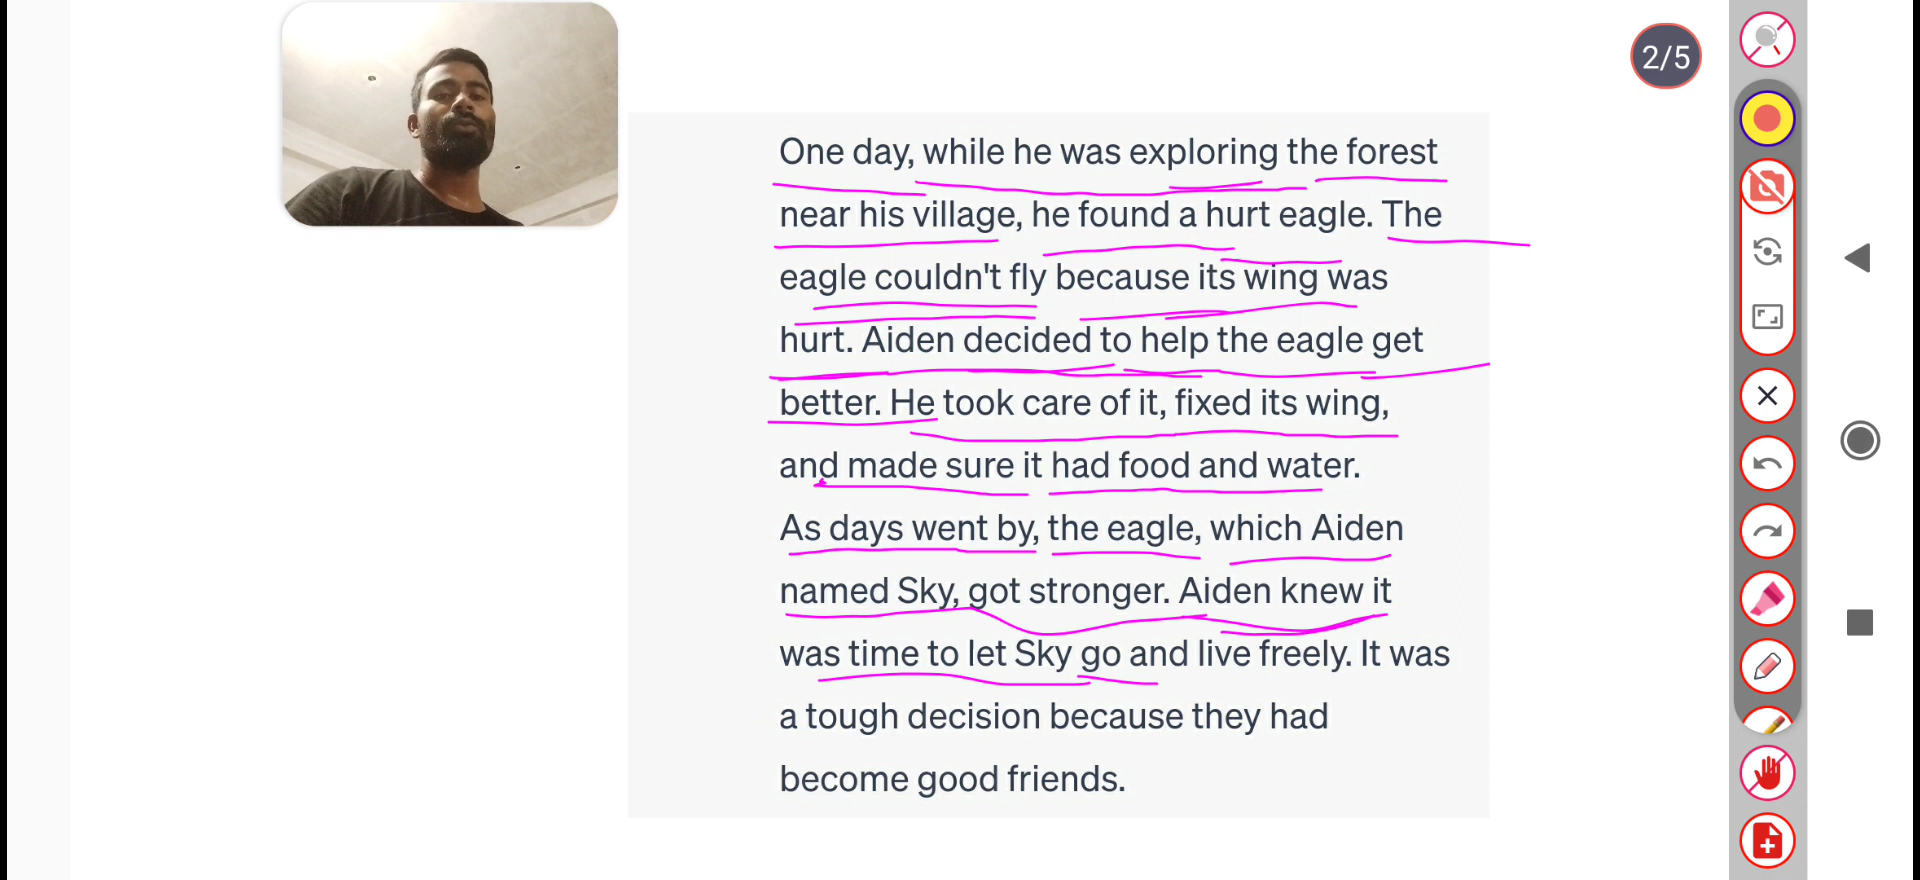 2/5
One day, while he was exploring the forest
near his village, he found a hurt eagle. The
eagle couldn't fly because its wing was
hurt. Aiden decided to help the eagle get
better. He took care of it, fixed its wing,
and made sure it had food and water.
As days went by, the eagle, which Aiden
named Sky, got stronger. Aiden knew it
was time to let Sky go and live freely. It was
a tough decision because they had
become good friends.